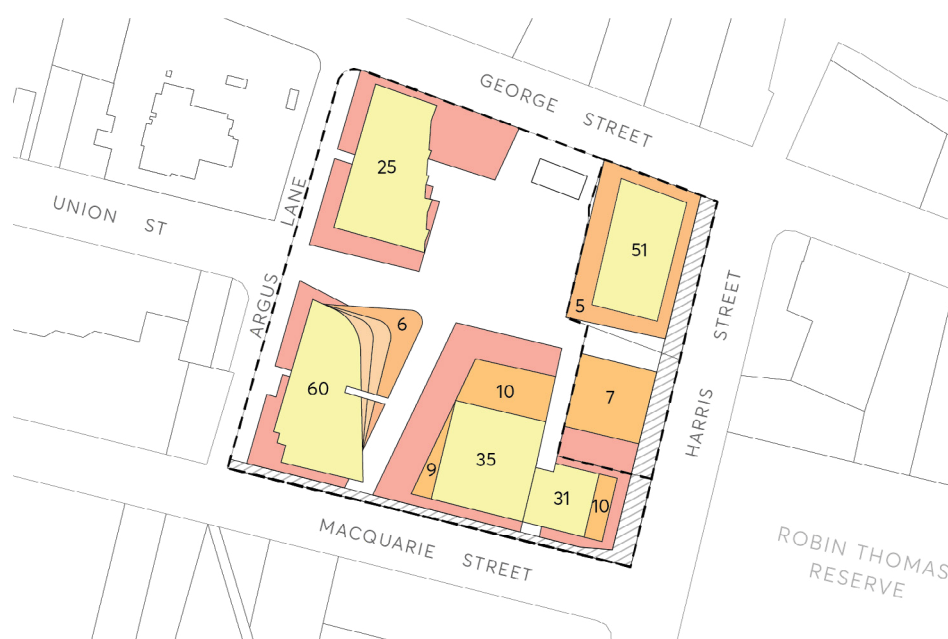 GEORGE STREET
25
LANE
UNION ST
51
5
ARGUS
STREET
6
60
10
7
HARRIS
35
9
31
10
MACQUARIE STREET
ROBIN THOMAS
RESERVE